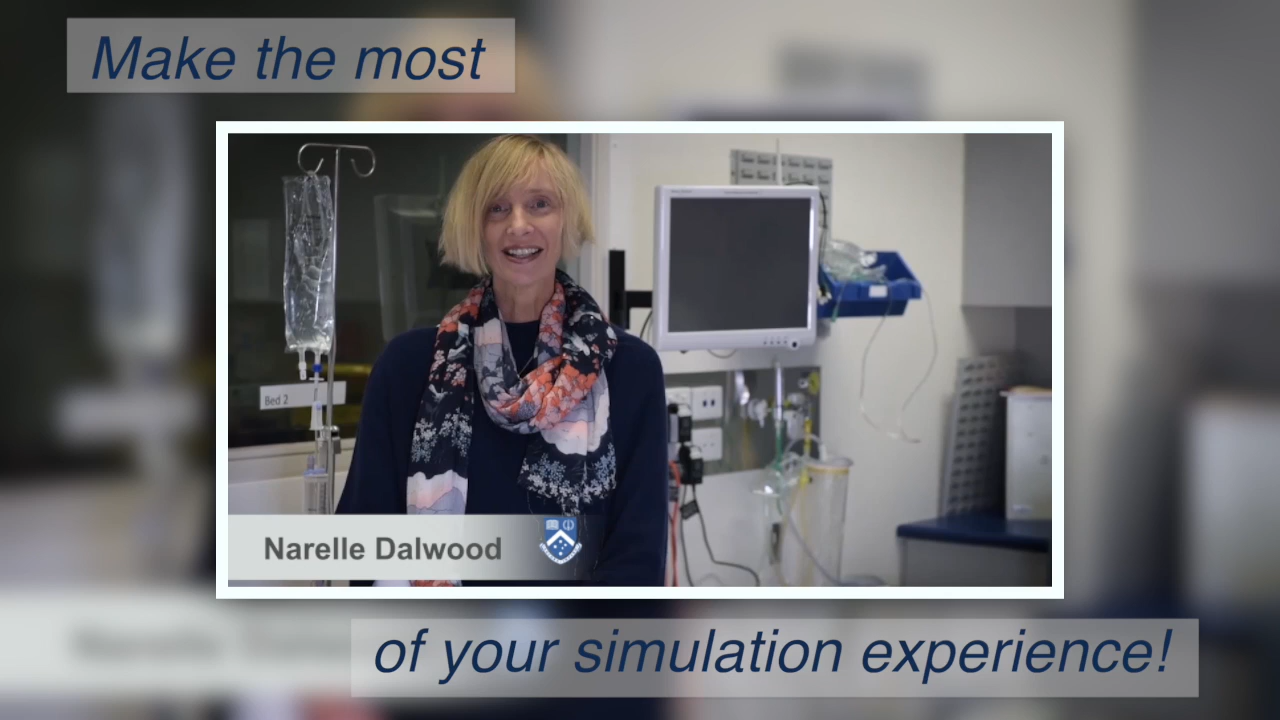 Make the most
Bed 2
Narelle Dalwood
of your simulation experience!